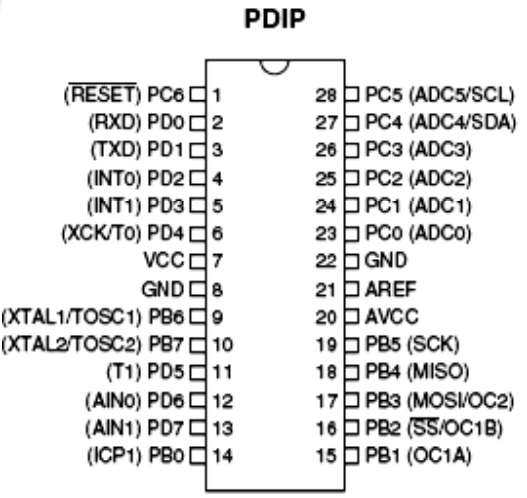 PDIP
(RESET) PC6 1 28 PC5 (ADC5/SCL)
(RXD) PD0 2 27 PC4 (ADC4/SDA)
(TXD) PD1 3 26 PC3 (ADC3)
(INT0) PD2 4 25 PC2 (ADC2)
(INT1) PD3 5 24 PC1 (ADC1)
(XCK/T0) PD4 6 23 PC0 (ADC0)
VCC 7 22 GND
GND 8 21 AREF
(XTAL1/TOSC1) PB6 9 20 AVCC
(XTAL2/TOSC2) PB7 10 19 PB5 (SCK)
(T1) PD5 11 18 PB4 (MISO)
(AIN0) PD6 12 17 PB3 (MOSI/OC2)
(AIN1) PD7 13 16 PB2 (SS/OC1B)
(ICP1) PB0 14 15 PB1 (OC1A)